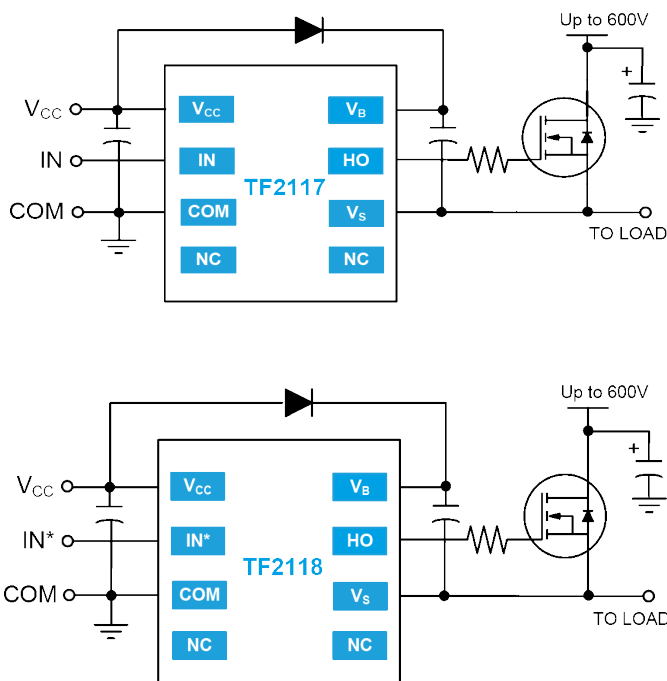 Up to 600V
+
VCC
VCC
VB
IN
IN
HO
TF2117
COM
COM
VS
TO LOAD
NC
NC
Up to 600V
+
VCC
VCC
VB
IN*
IN*
HO
TF2118
COM
COM
VS
TO LOAD
NC
NC